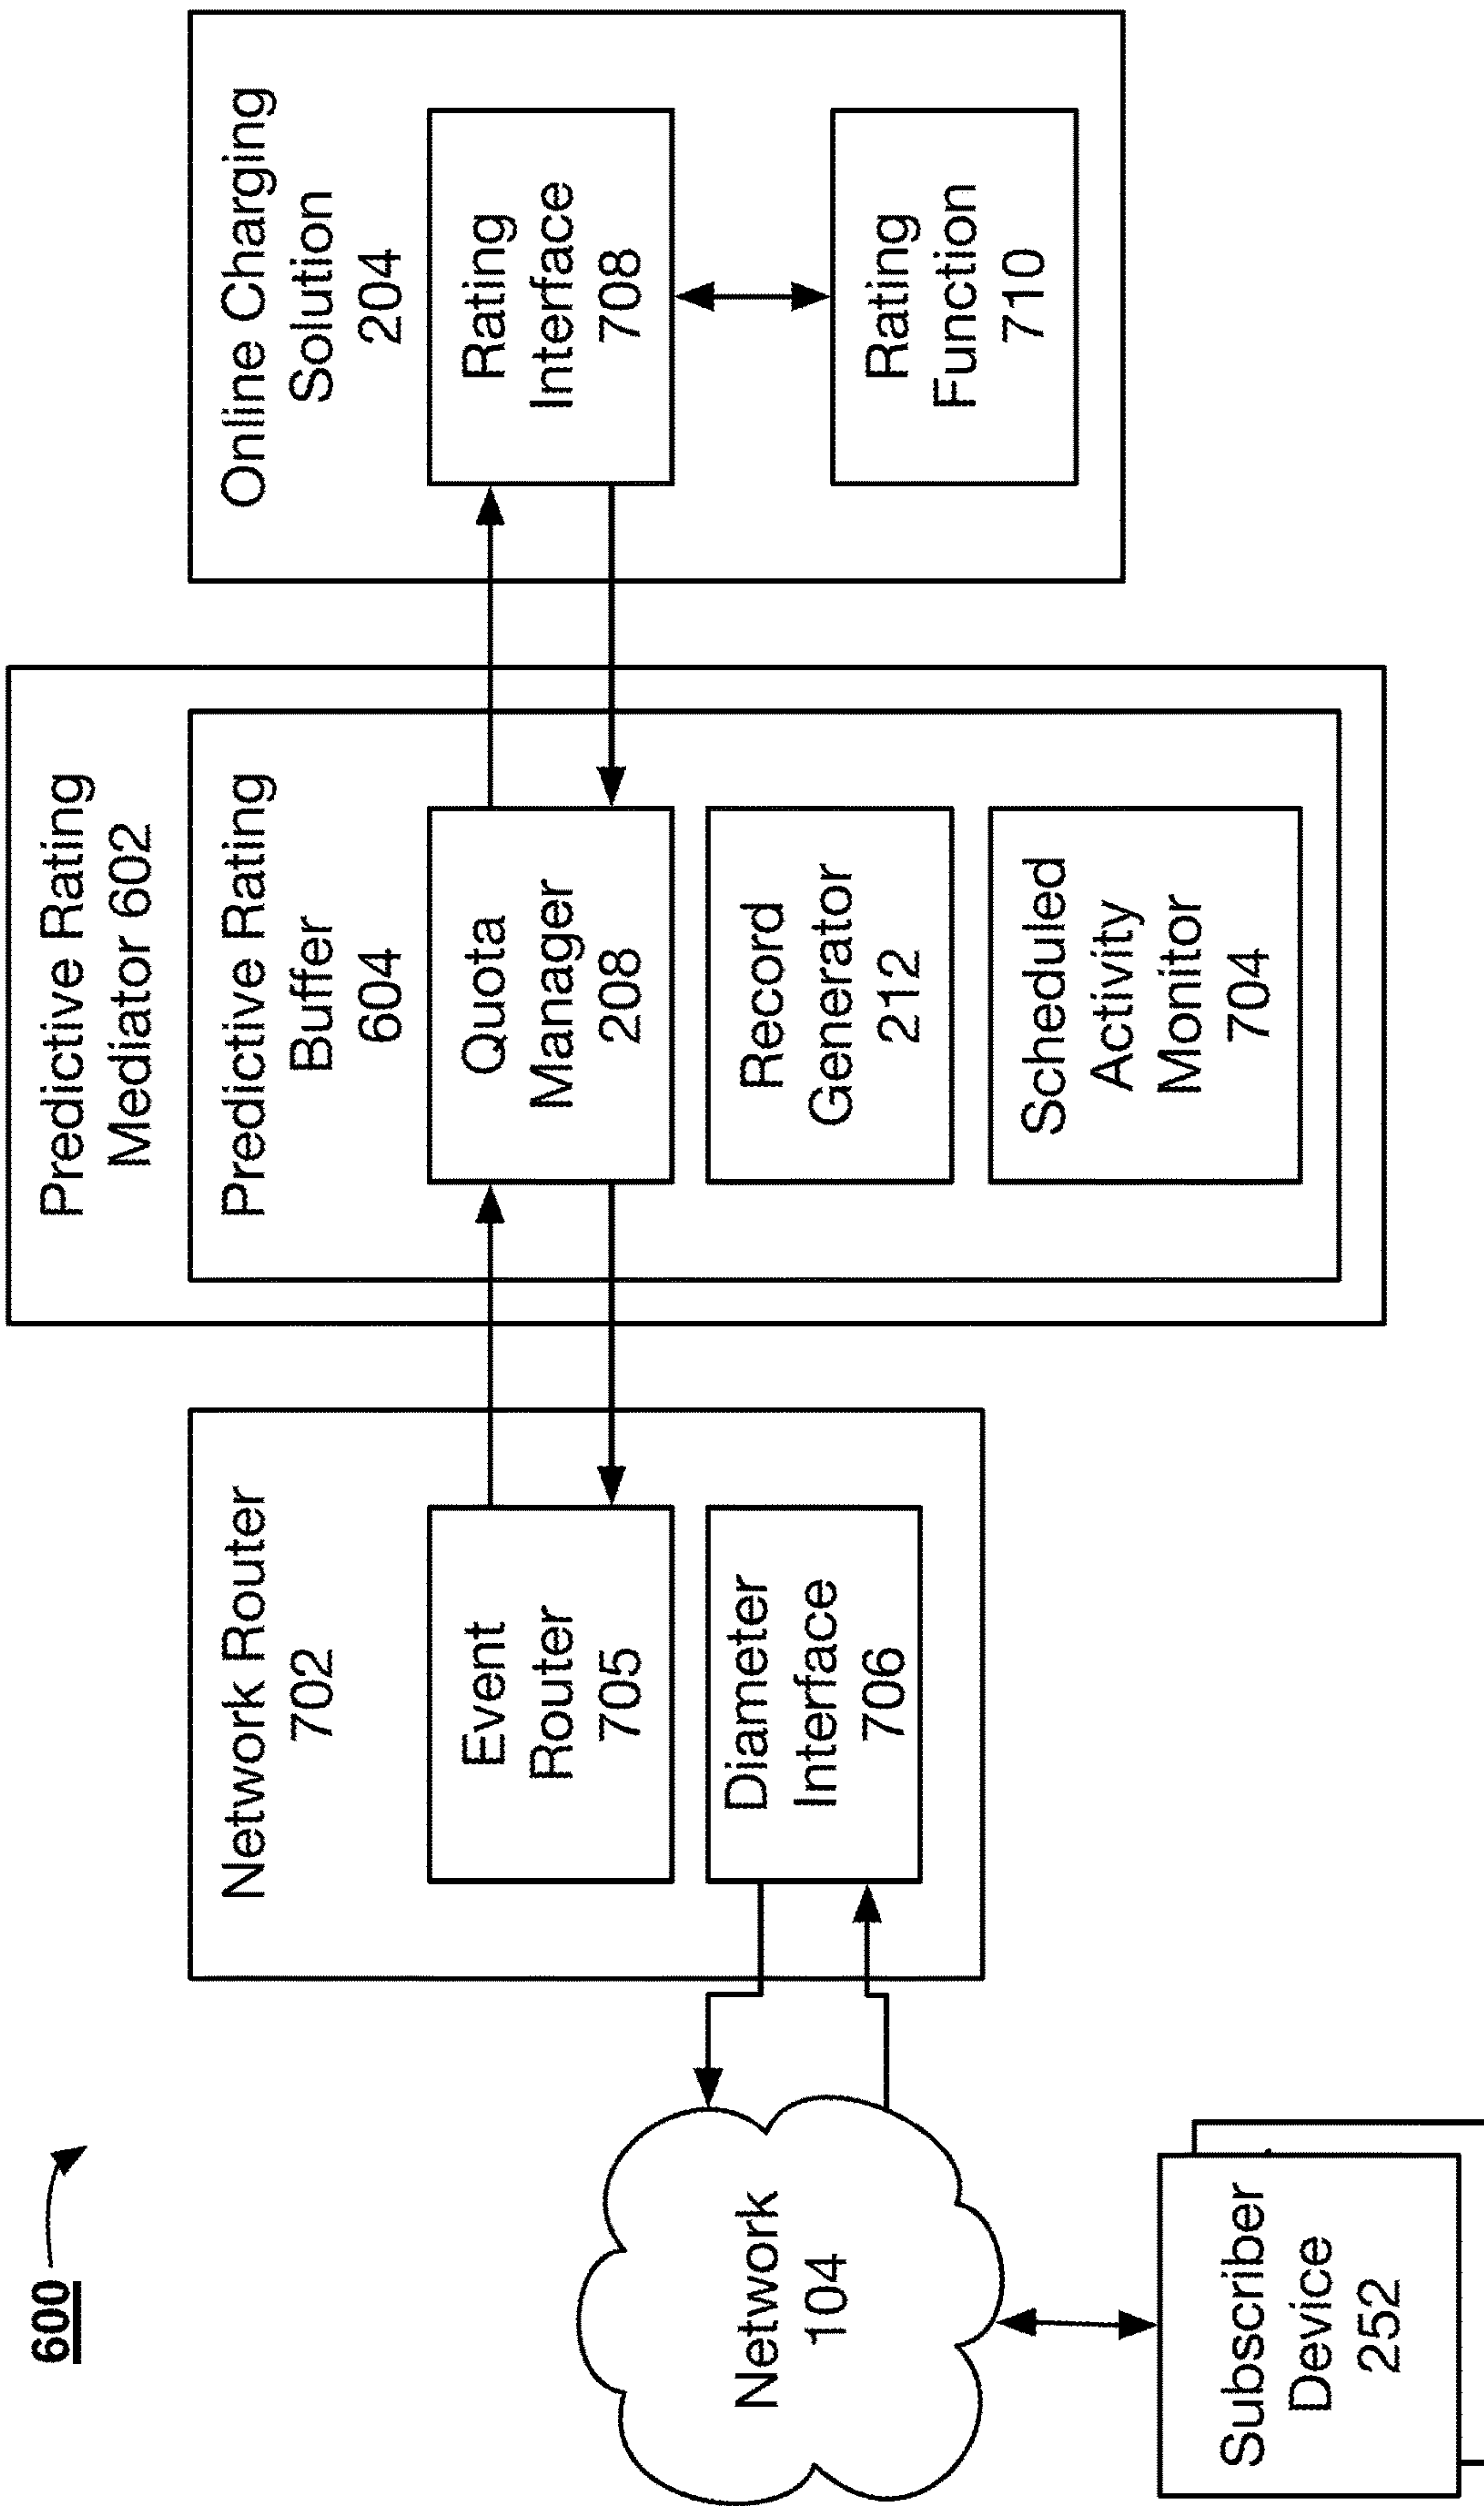 600
Network
104
Subscriber
Device
252
Network Router
702
Event
Router
705
Diameter
Interface
706
Predictive Rating
Mediator 602
Predictive Rating
Buffer
604
Quota
Manager
208
Record
Generator
212
Scheduled
Activity
Monitor
704
Online Charging
Solution
204
Rating
Interface
708
Rating
Function
710